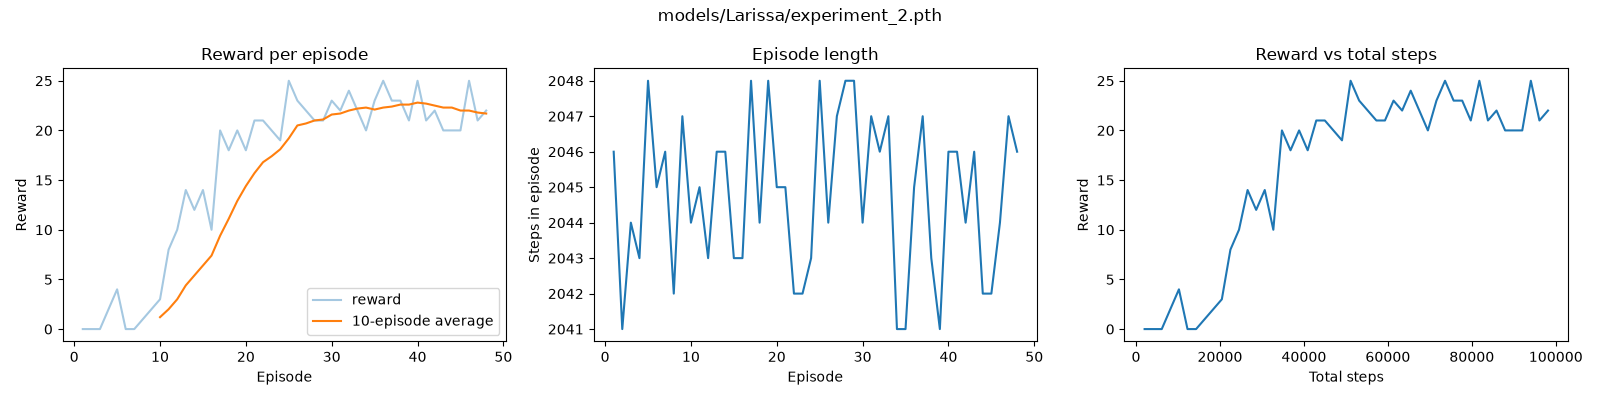 models/Larissa/experiment_2.pth
Reward per episode
Reward
25
20
15
10
5
0
reward
10-episode average
0 10 20 30 40 50
Episode
Episode length
Steps in episode
2048
2047
2046
2045
2044
2043
2042
2041
0 10 20 30 40 50
Episode
Reward vs total steps
Reward
25
20
15
10
5
0
0 20000 40000 60000 80000 100000
Total steps